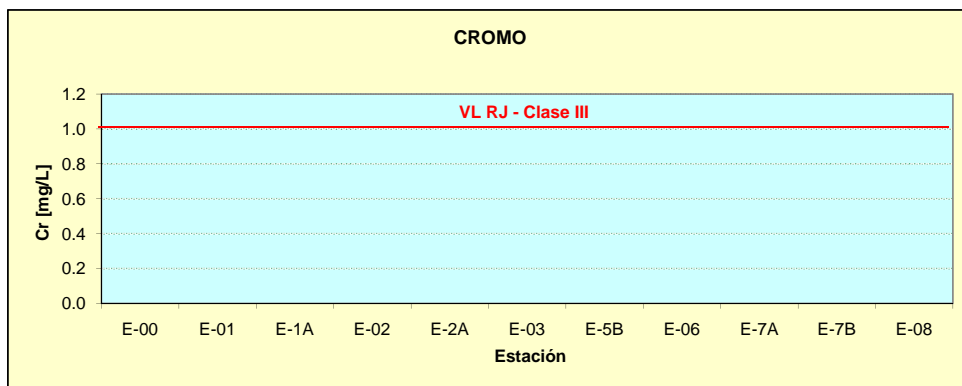 CROMO
1.2
VL RJ - Clase III
1.0
0.8
0.6
0.4
0.2
0.0
Cr [mg/L]
E-00 E-01 E-1A E-02 E-2A E-03 E-5B E-06 E-7A E-7B E-08
Estación